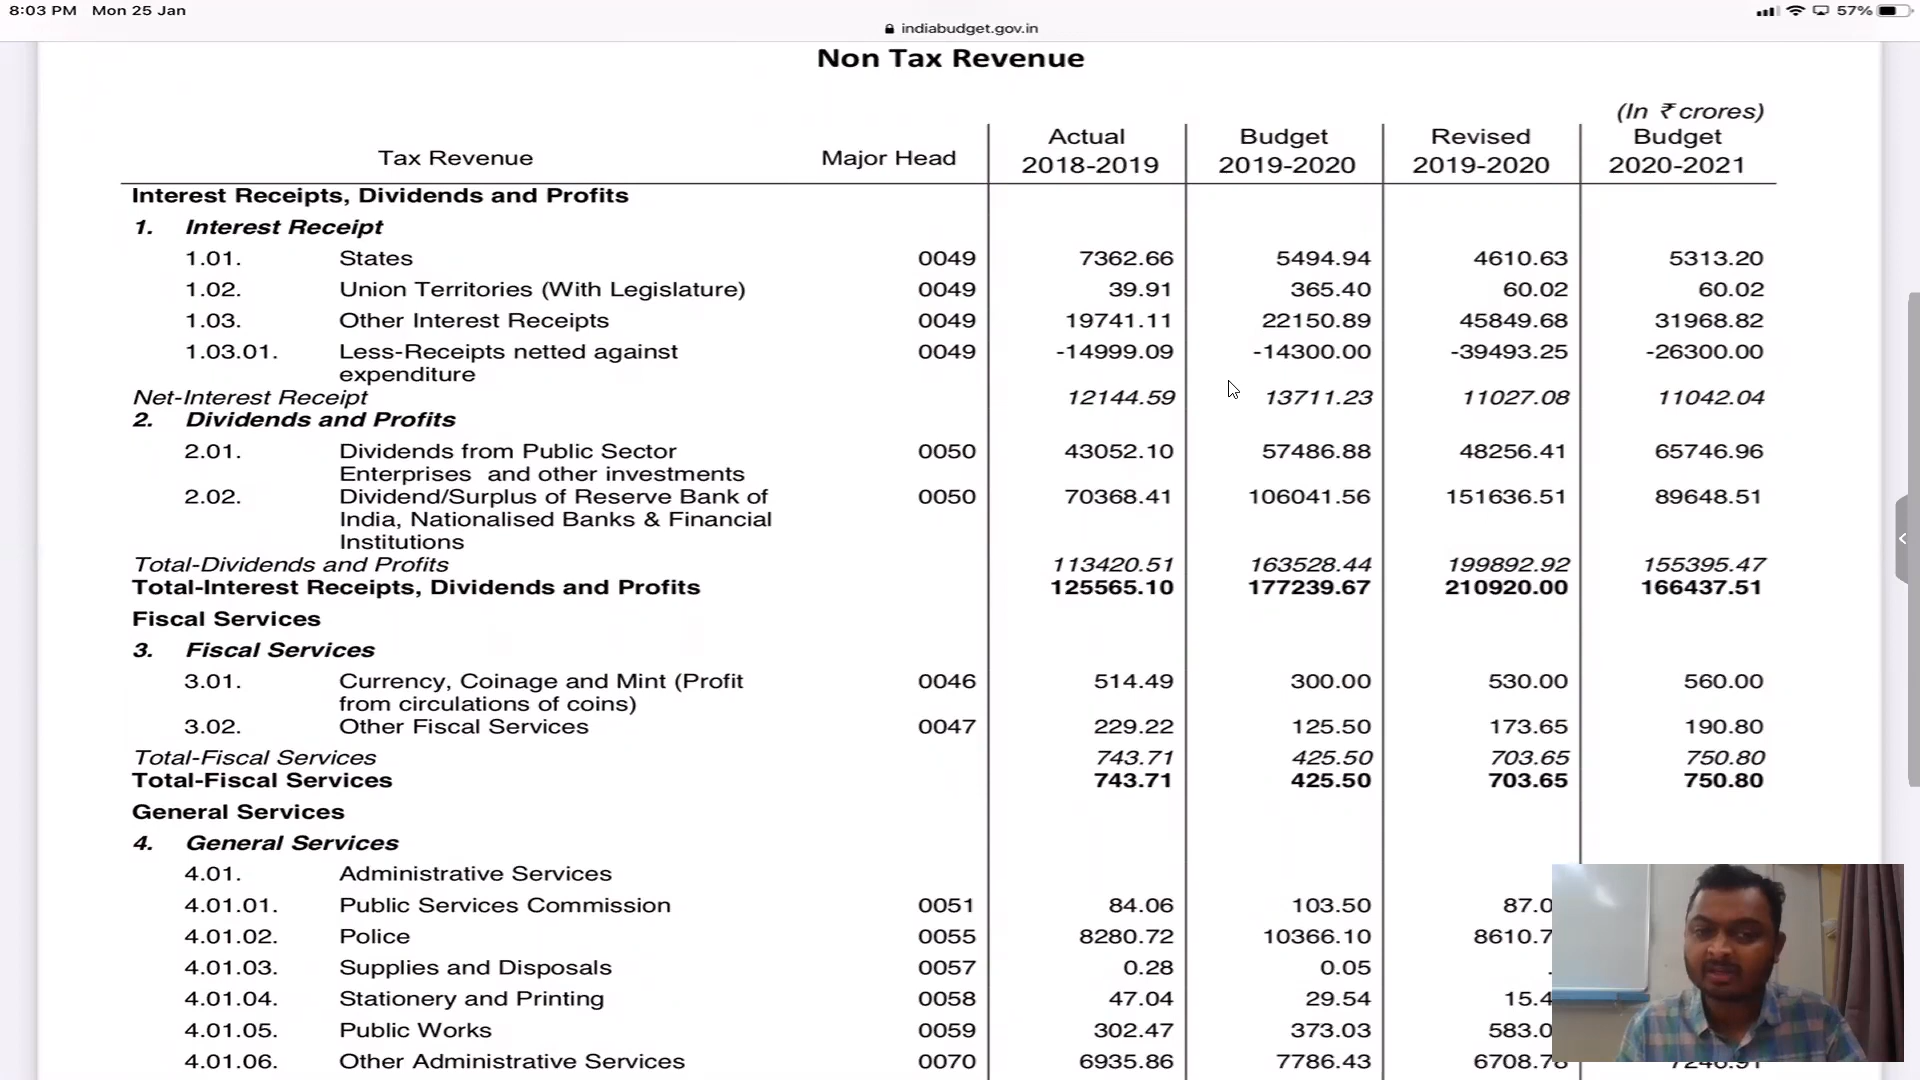 8:03 PM Mon 25 Jan
57%
indiabudget.gov.in
Non Tax Revenue
(In ₹ crores)
Tax Revenue Major Head Actual 2018-2019 Budget 2019-2020 Revised 2019-2020 Budget 2020-2021
Interest Receipts, Dividends and Profits
1. Interest Receipt
1.01. States 0049 7362.66 5494.94 4610.63 5313.20
1.02. Union Territories (With Legislature) 0049 39.91 365.40 60.02 60.02
1.03. Other Interest Receipts 0049 19741.11 22150.89 45849.68 31968.82
1.03.01. Less-Receipts netted against 0049 -14999.09 -14300.00 -39493.25 -26300.00
expenditure
Net-Interest Receipt 12144.59 13711.23 11027.08 11042.04
2. Dividends and Profits
2.01. Dividends from Public Sector 0050 43052.10 57486.88 48256.41 65746.96
Enterprises and other investments
2.02. Dividend/Surplus of Reserve Bank of 0050 70368.41 106041.56 151636.51 89648.51
India, Nationalised Banks & Financial
Institutions
Total-Dividends and Profits 113420.51 163528.44 199892.92 155395.47
Total-Interest Receipts, Dividends and Profits 125565.10 177239.67 210920.00 166437.51
Fiscal Services
3. Fiscal Services
3.01. Currency, Coinage and Mint (Profit 0046 514.49 300.00 530.00 560.00
from circulations of coins)
3.02. Other Fiscal Services 0047 229.22 125.50 173.65 190.80
Total-Fiscal Services 743.71 425.50 703.65 750.80
Total-Fiscal Services 743.71 425.50 703.65 750.80
General Services
4. General Services
4.01. Administrative Services
4.01.01. Public Services Commission 0051 84.06 103.50 87.0
4.01.02. Police 0055 8280.72 10366.10 8610.7
4.01.03. Supplies and Disposals 0057 0.28 0.05
4.01.04. Stationery and Printing 0058 47.04 29.54 15.4
4.01.05. Public Works 0059 302.47 373.03 583.0
4.01.06. Other Administrative Services 0070 6935.86 7786.43 6708.78